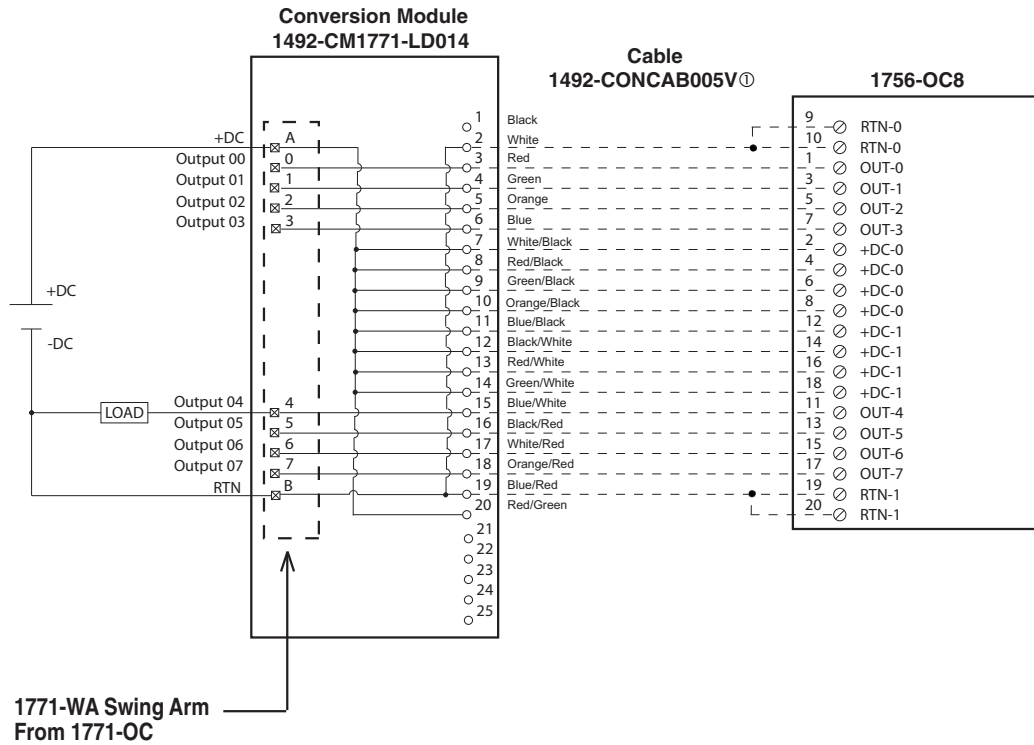 Conversion Module
1492-CM1771-LD014
Cable
1492-CONCAB005V①
1756-OC8
+DC
Output 00
Output 01
Output 02
Output 03
+DC
-DC
LOAD
Output 04
Output 05
Output 06
Output 07
RTN
A
0
1
2
3
4
5
6
7
B
1 Black
2 White
3 Red
4 Green
5 Orange
6 Blue
7 White/Black
8 Red/Black
9 Green/Black
10 Orange/Black
11 Blue/Black
12 Black/White
13 Red/White
14 Green/White
15 Blue/White
16 Black/Red
17 White/Red
18 Orange/Red
19 Blue/Red
20 Red/Green
21
22
23
24
25
9 RTN-0
10 RTN-0
1 OUT-0
3 OUT-1
5 OUT-2
7 OUT-3
2 +DC-0
4 +DC-0
6 +DC-0
8 +DC-0
12 +DC-1
14 +DC-1
16 +DC-1
18 +DC-1
11 OUT-4
13 OUT-5
15 OUT-6
17 OUT-7
19 RTN-1
20 RTN-1
1771-WA Swing Arm
From 1771-OC